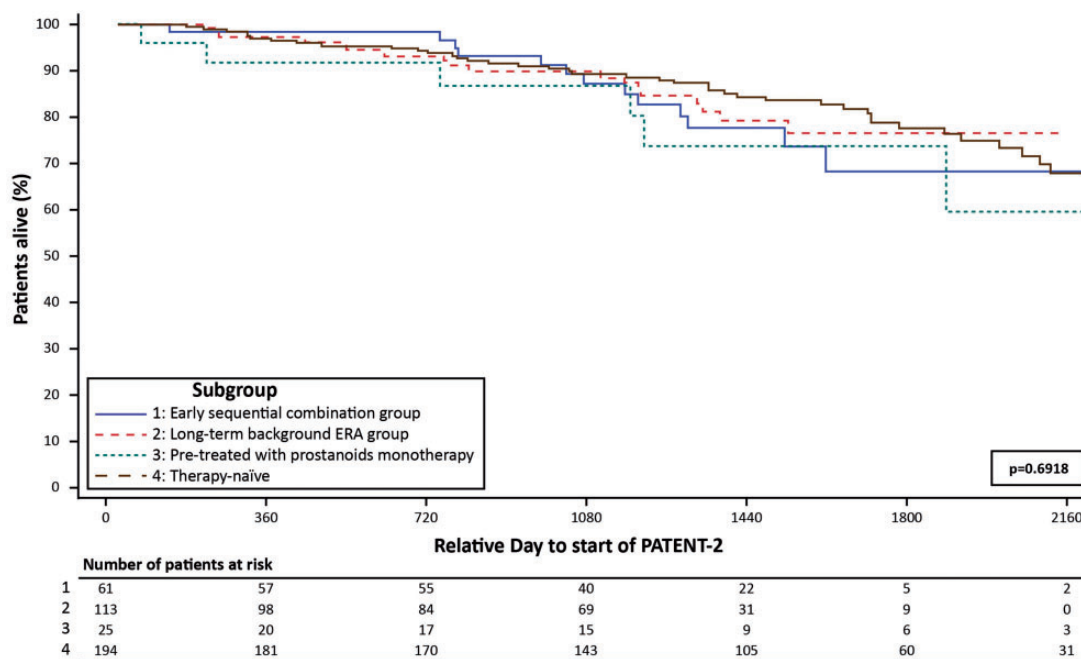 100
90
80
70
60
50
40
30
20
10
0
Patients alive (%)
Subgroup
1: Early sequential combination group
2: Long-term background ERA group
3: Pre-treated with prostanoids monotherapy
4: Therapy-naïve
p=0.6918
0 360 720 1080 1440 1800 2160
Relative Day to start of PATENT-2
Number of patients at risk
1 61 57 55 40 22 5 2
2 113 98 84 69 31 9 0
3 25 20 17 15 9 6 3
4 194 181 170 143 105 60 31